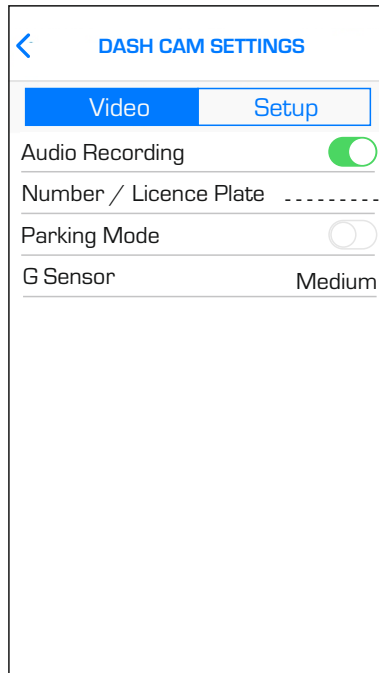 DASH CAM SETTINGS
Video Setup
Audio Recording
Number / Licence Plate ---------
Parking Mode
G Sensor Medium